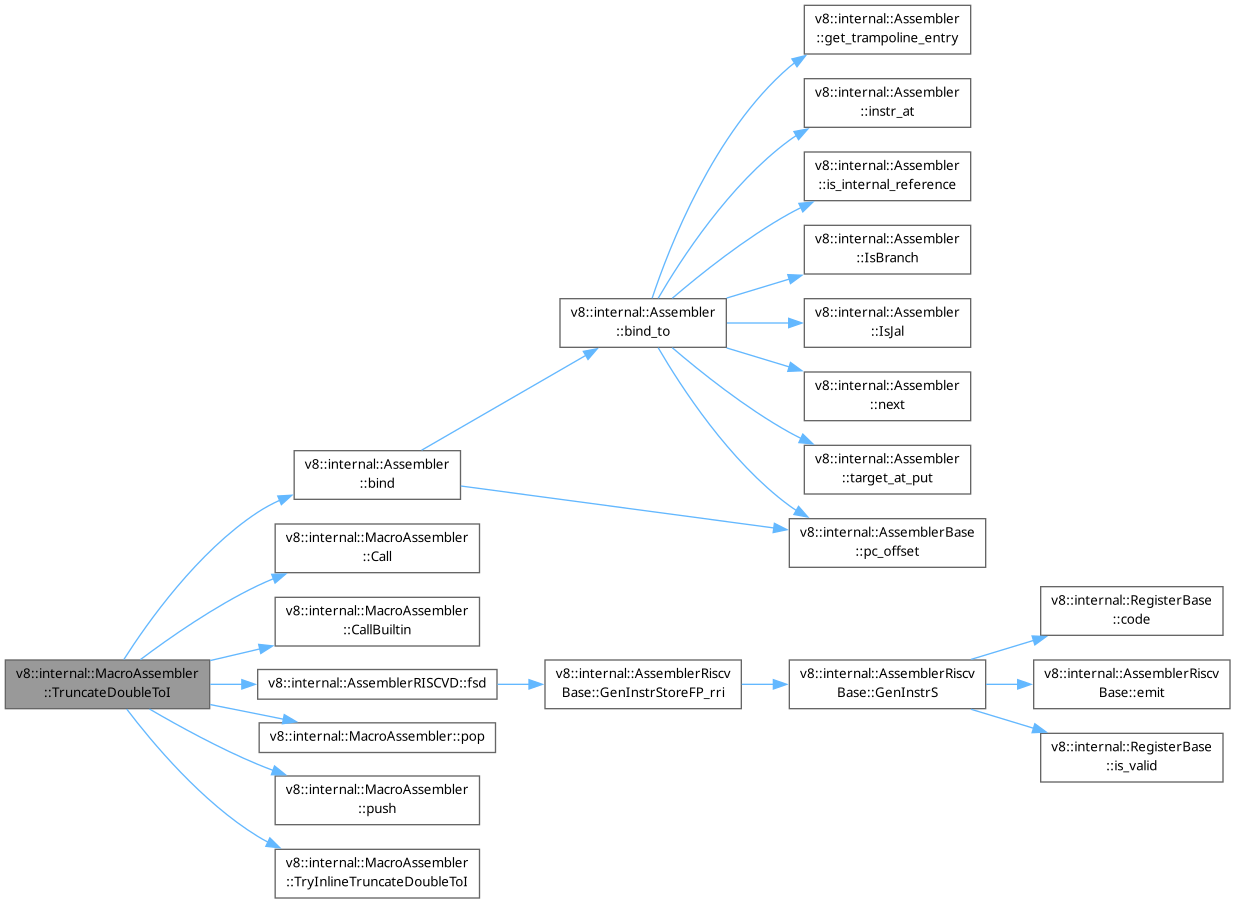 v8::internal::MacroAssembler
::TruncateDoubleToI
v8::internal::Assembler
::bind
v8::internal::MacroAssembler
::Call
v8::internal::MacroAssembler
::CallBuiltin
v8::internal::AssemblerRISCVD::fsd
v8::internal::MacroAssembler::pop
v8::internal::MacroAssembler
::push
v8::internal::MacroAssembler
::TryInlineTruncateDoubleToI
v8::internal::Assembler
::bind_to
v8::internal::AssemblerRiscv
Base::GenInstrStoreFP_rri
v8::internal::Assembler
::get_trampoline_entry
v8::internal::Assembler
::instr_at
v8::internal::Assembler
::is_internal_reference
v8::internal::Assembler
::IsBranch
v8::internal::Assembler
::IsJal
v8::internal::Assembler
::next
v8::internal::Assembler
::target_at_put
v8::internal::AssemblerBase
::pc_offset
v8::internal::AssemblerRiscv
Base::GenInstrS
v8::internal::RegisterBase
::code
v8::internal::AssemblerRiscv
Base::emit
v8::internal::RegisterBase
::is_valid